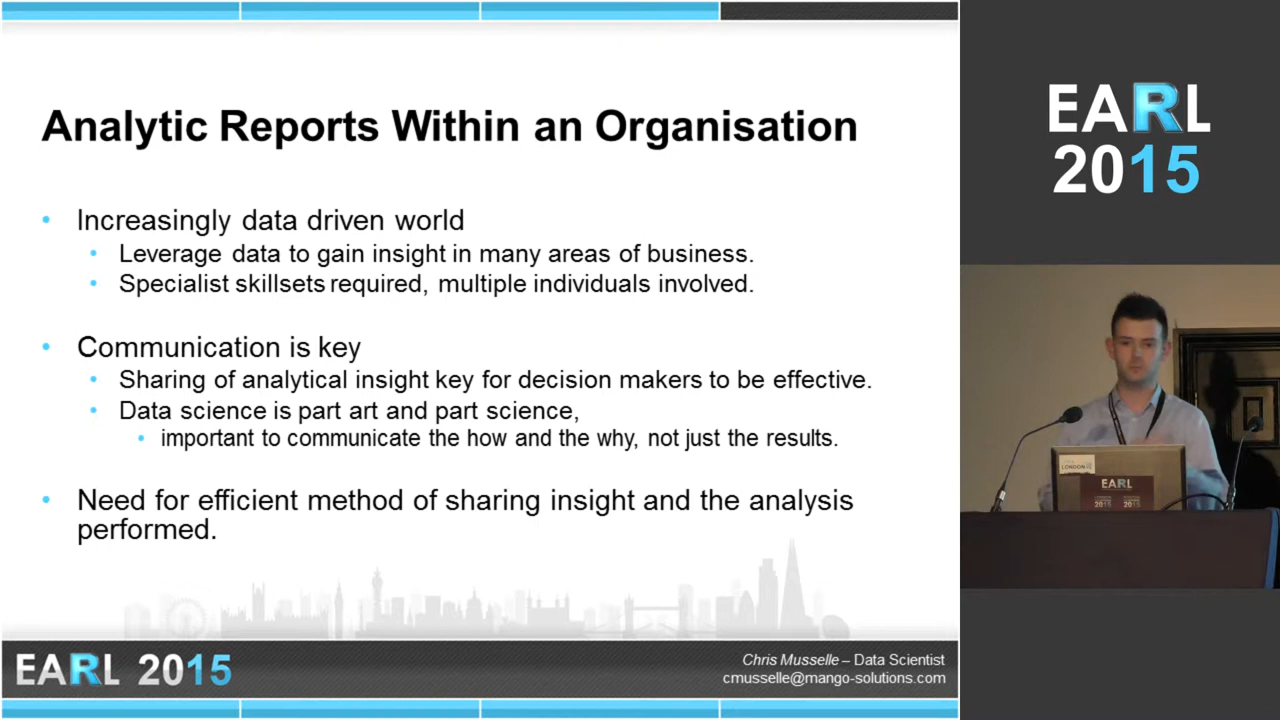 Analytic Reports Within an Organisation
• Increasingly data driven world
• Leverage data to gain insight in many areas of business.
• Specialist skillsets required, multiple individuals involved.
• Communication is key
• Sharing of analytical insight key for decision makers to be effective.
• Data science is part art and part science,
• important to communicate the how and the why, not just the results.
• Need for efficient method of sharing insight and the analysis
performed.
EARL 2015
Chris Musselle – Data Scientist
cmusselle@mango-solutions.com
EARL
2015
LONDON
EARL
2015 2015